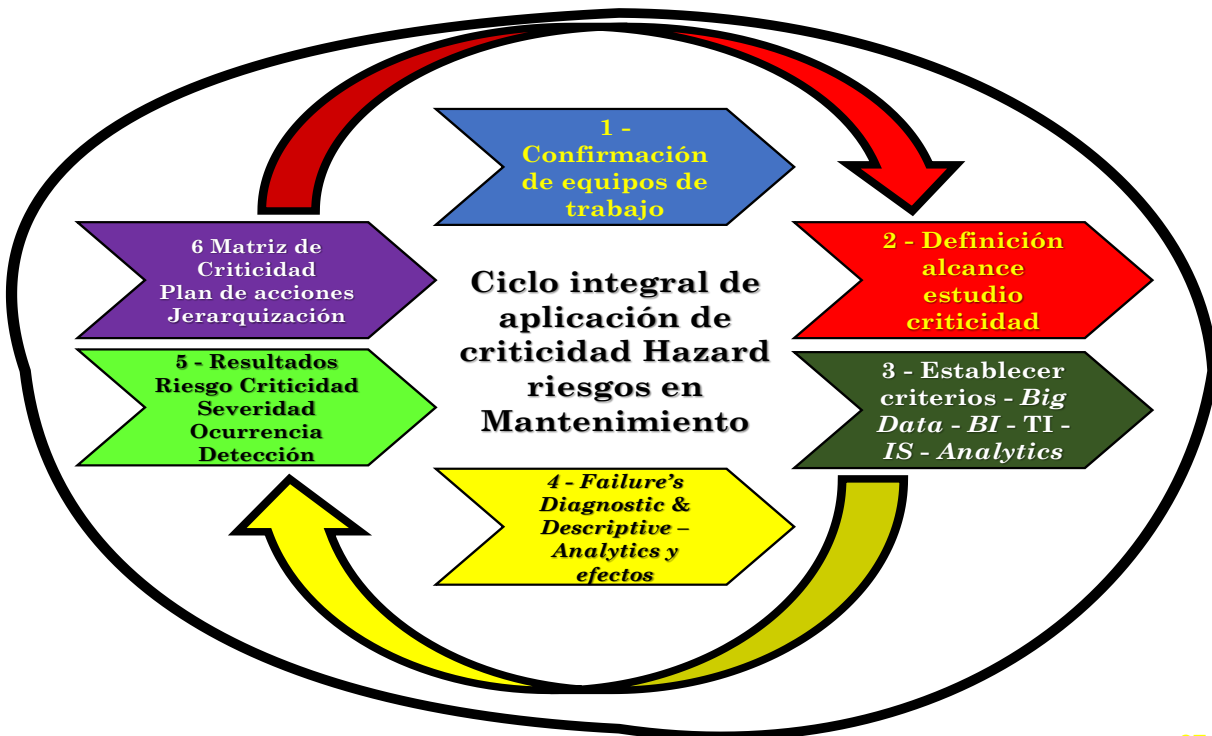 1 -
Confirmación
de equipos de
trabajo
2 - Definición
alcance
estudio
criticidad
3 - Establecer
criterios - Big
Data - BI - TI -
IS - Analytics
4 - Failure's
Diagnostic &
Descriptive –
Analytics y
efectos
5 - Resultados
Riesgo Criticidad
Severidad
Ocurrencia
Detección
6 Matriz de
Criticidad
Plan de acciones
Jerarquización
Ciclo integral de
aplicación de
criticidad Hazard
riesgos en
Mantenimiento